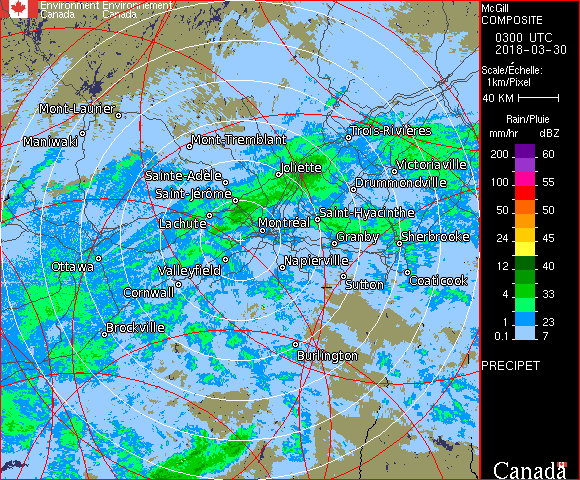 Environment Environnement
Canada Canada
McGill
COMPOSITE
0300 UTC
2018-03-30
Scale/Échelle:
1km/Pixel
40 KM
Rain/Pluie
mm/hr dBZ
200 60
100 55
50 50
24 45
12 40
4 33
1 23
0.1 7
PRECIPET
Canada
Mont-Laurier
Maniwaki
Mont-Tremblant
Trois-Rivières
Sainte-Adèle
Joliette
Victoriaville
Saint-Jérôme
Drummondville
Lachute
Montréal
Saint-Hyacinthe
Granby
Sherbrooke
Ottawa
Valleyfield
Napierville
Cornwall
Sutton
Coaticook
Brockville
Burlington